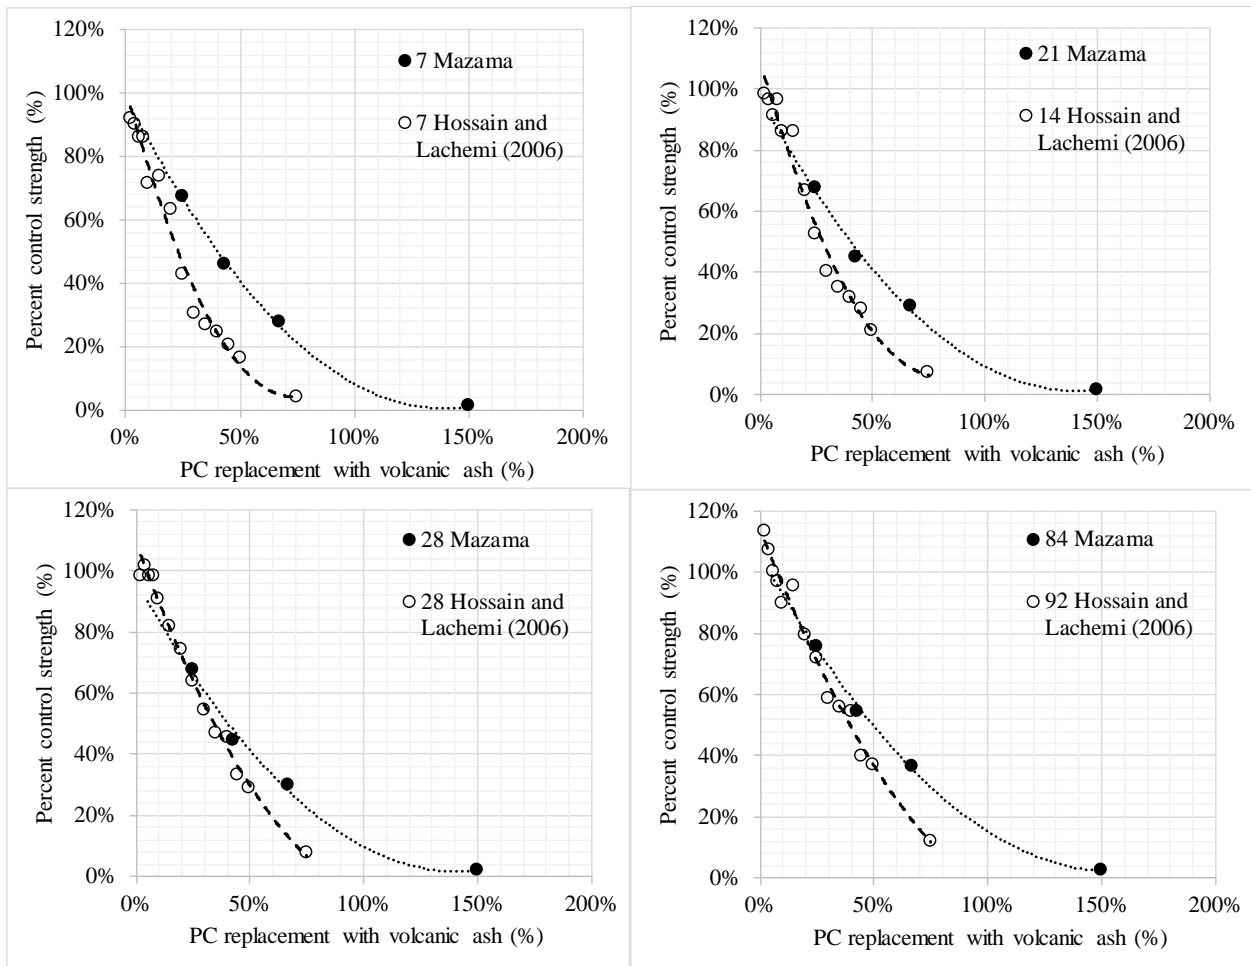 120%
100%
80%
60%
40%
20%
0%
Percent control strength (%)
7 Mazama
7 Hossain and
Lachemi (2006)
0% 50% 100% 150% 200%
PC replacement with volcanic ash (%)
120%
100%
80%
60%
40%
20%
0%
Percent control strength (%)
21 Mazama
14 Hossain and
Lachemi (2006)
0% 50% 100% 150% 200%
PC replacement with volcanic ash (%)
120%
100%
80%
60%
40%
20%
0%
Percent control strength (%)
28 Mazama
28 Hossain and
Lachemi (2006)
0% 50% 100% 150% 200%
PC replacement with volcanic ash (%)
120%
100%
80%
60%
40%
20%
0%
Percent control strength (%)
84 Mazama
92 Hossain and
Lachemi (2006)
0% 50% 100% 150% 200%
PC replacement with volcanic ash (%)